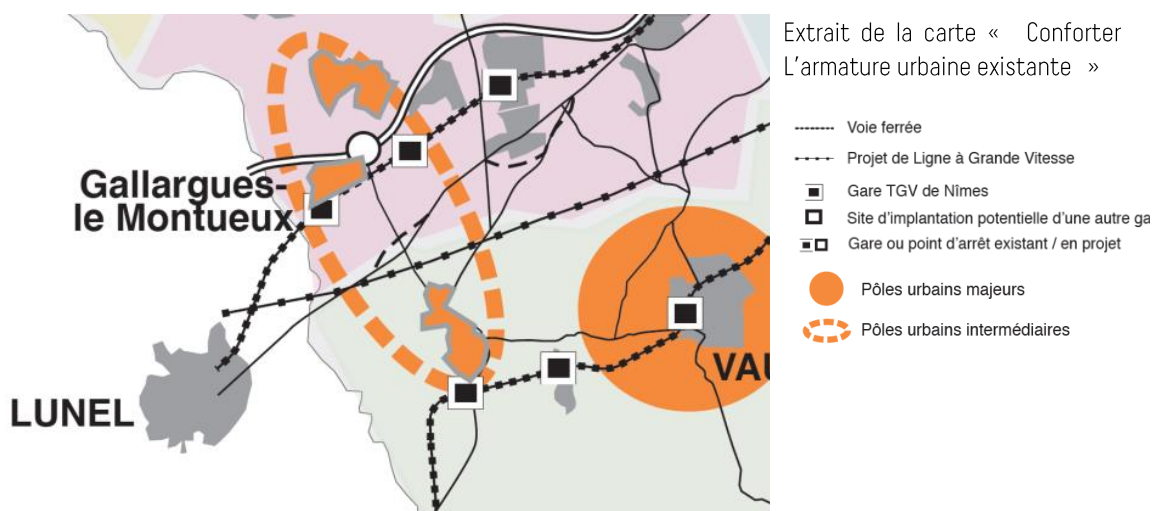 Extrait de la carte « Conforter
L'armature urbaine existante »
Voie ferrée
Projet de Ligne à Grande Vitesse
Gare TGV de Nîmes
Site d'implantation potentielle d'une autre ga
Gare ou point d'arrêt existant / en projet
Pôles urbains majeurs
Pôles urbains intermédiaires
Gallargues-
le Montueux
VAU
LUNEL